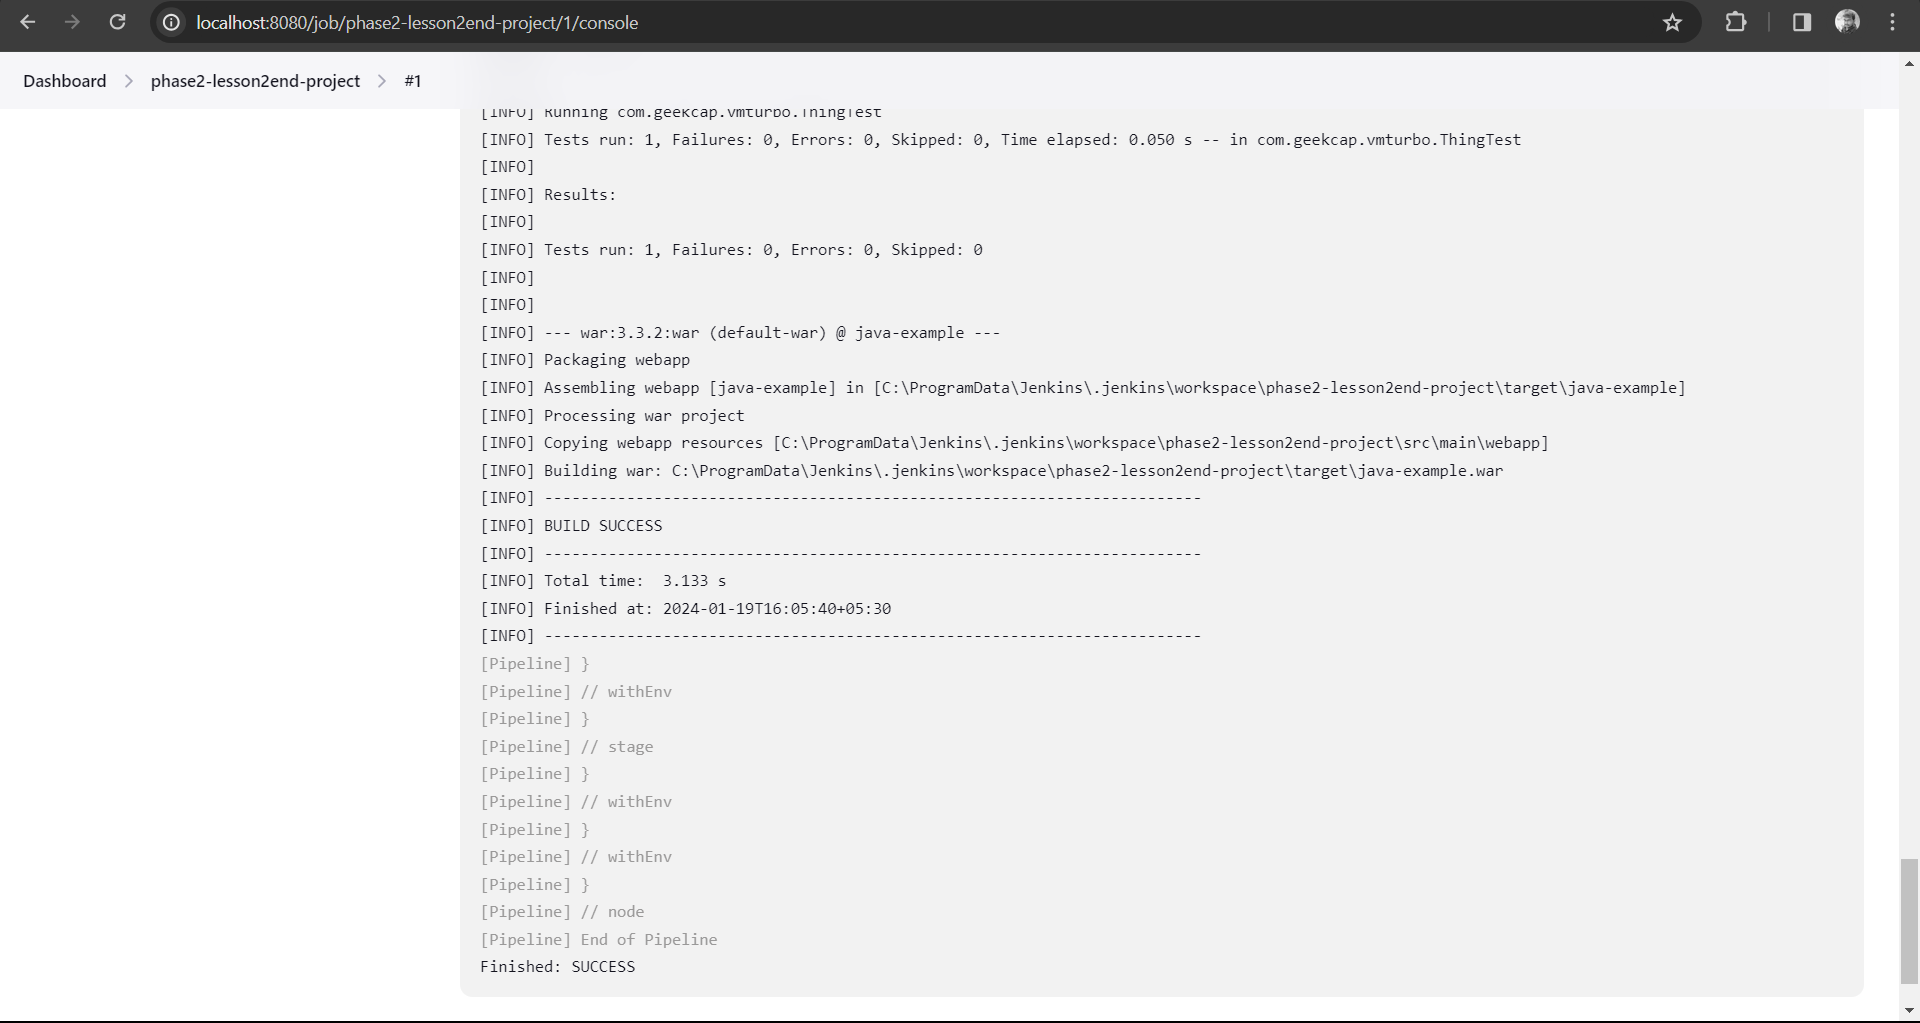 localhost:8080/job/phase2-lesson2end-project/1/console
Dashboard > phase2-lesson2end-project > #1
[INFO] Running com.geekcap.vmturbo.ThingTest
[INFO] Tests run: 1, Failures: 0, Errors: 0, Skipped: 0, Time elapsed: 0.050 s -- in com.geekcap.vmturbo.ThingTest
[INFO]
[INFO] Results:
[INFO]
[INFO] Tests run: 1, Failures: 0, Errors: 0, Skipped: 0
[INFO]
[INFO]
[INFO] --- war:3.3.2:war (default-war) @ java-example ---
[INFO] Packaging webapp
[INFO] Assembling webapp [java-example] in [C:\ProgramData\Jenkins\.jenkins\workspace\phase2-lesson2end-project\target\java-example]
[INFO] Processing war project
[INFO] Copying webapp resources [C:\ProgramData\Jenkins\.jenkins\workspace\phase2-lesson2end-project\src\main\webapp]
[INFO] Building war: C:\ProgramData\Jenkins\.jenkins\workspace\phase2-lesson2end-project\target\java-example.war
[INFO] ------------------------------------------------------------------------
[INFO] BUILD SUCCESS
[INFO] ------------------------------------------------------------------------
[INFO] Total time:  3.133 s
[INFO] Finished at: 2024-01-19T16:05:40+05:30
[INFO] ------------------------------------------------------------------------
[Pipeline] }
[Pipeline] // withEnv
[Pipeline] }
[Pipeline] // stage
[Pipeline] }
[Pipeline] // withEnv
[Pipeline] }
[Pipeline] // withEnv
[Pipeline] }
[Pipeline] // node
[Pipeline] End of Pipeline
Finished: SUCCESS